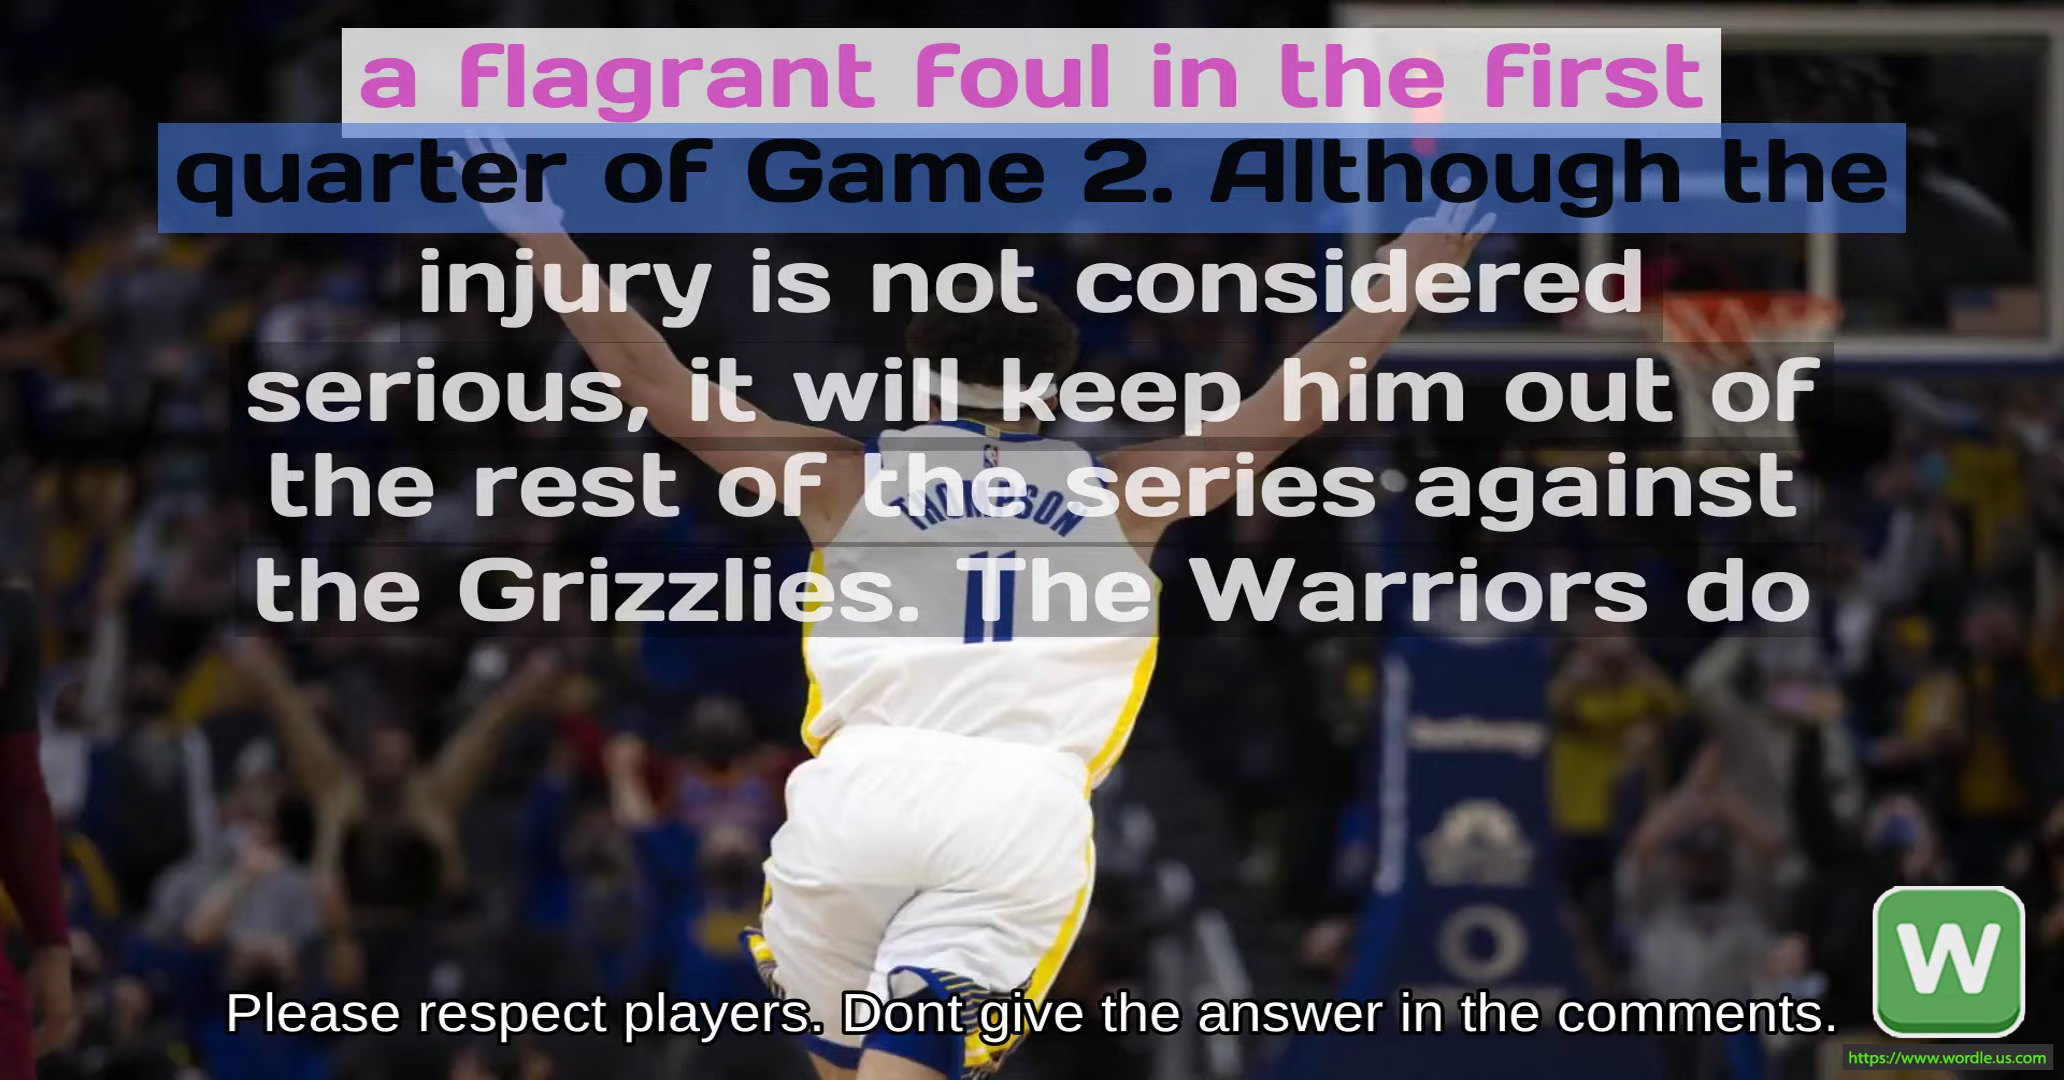 a flagrant foul in the first
quarter of Game 2. Although the
injury is not considered
serious, it will keep him out of
the rest of the series against
the Grizzlies. The Warriors do
THOMPSON
11
W
Please respect players. Dont give the answer in the comments.
https://www.wordle.us.com